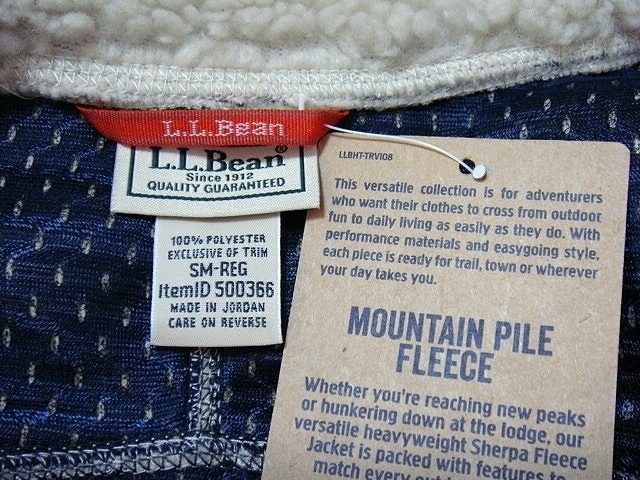 L.L.Bean
L.L.Bean®
Since 1912
QUALITY GUARANTEED
100% POLYESTER
EXCLUSIVE OF TRIM
SM-REG
ItemID 500366
MADE IN JORDAN
CARE ON REVERSE
LLBHT-TRV108
This versatile collection is for adventurers
who want their clothes to cross from outdoor
fun to daily living as easily as they do. With
performance materials and easygoing style,
each piece is ready for trail, town or wherever
your day takes you.
MOUNTAIN PILE
FLEECE
Whether you're reaching new peaks
or hunkering down at the lodge, our
versatile heavyweight Sherpa Fleece
Jacket is packed with features to
match every